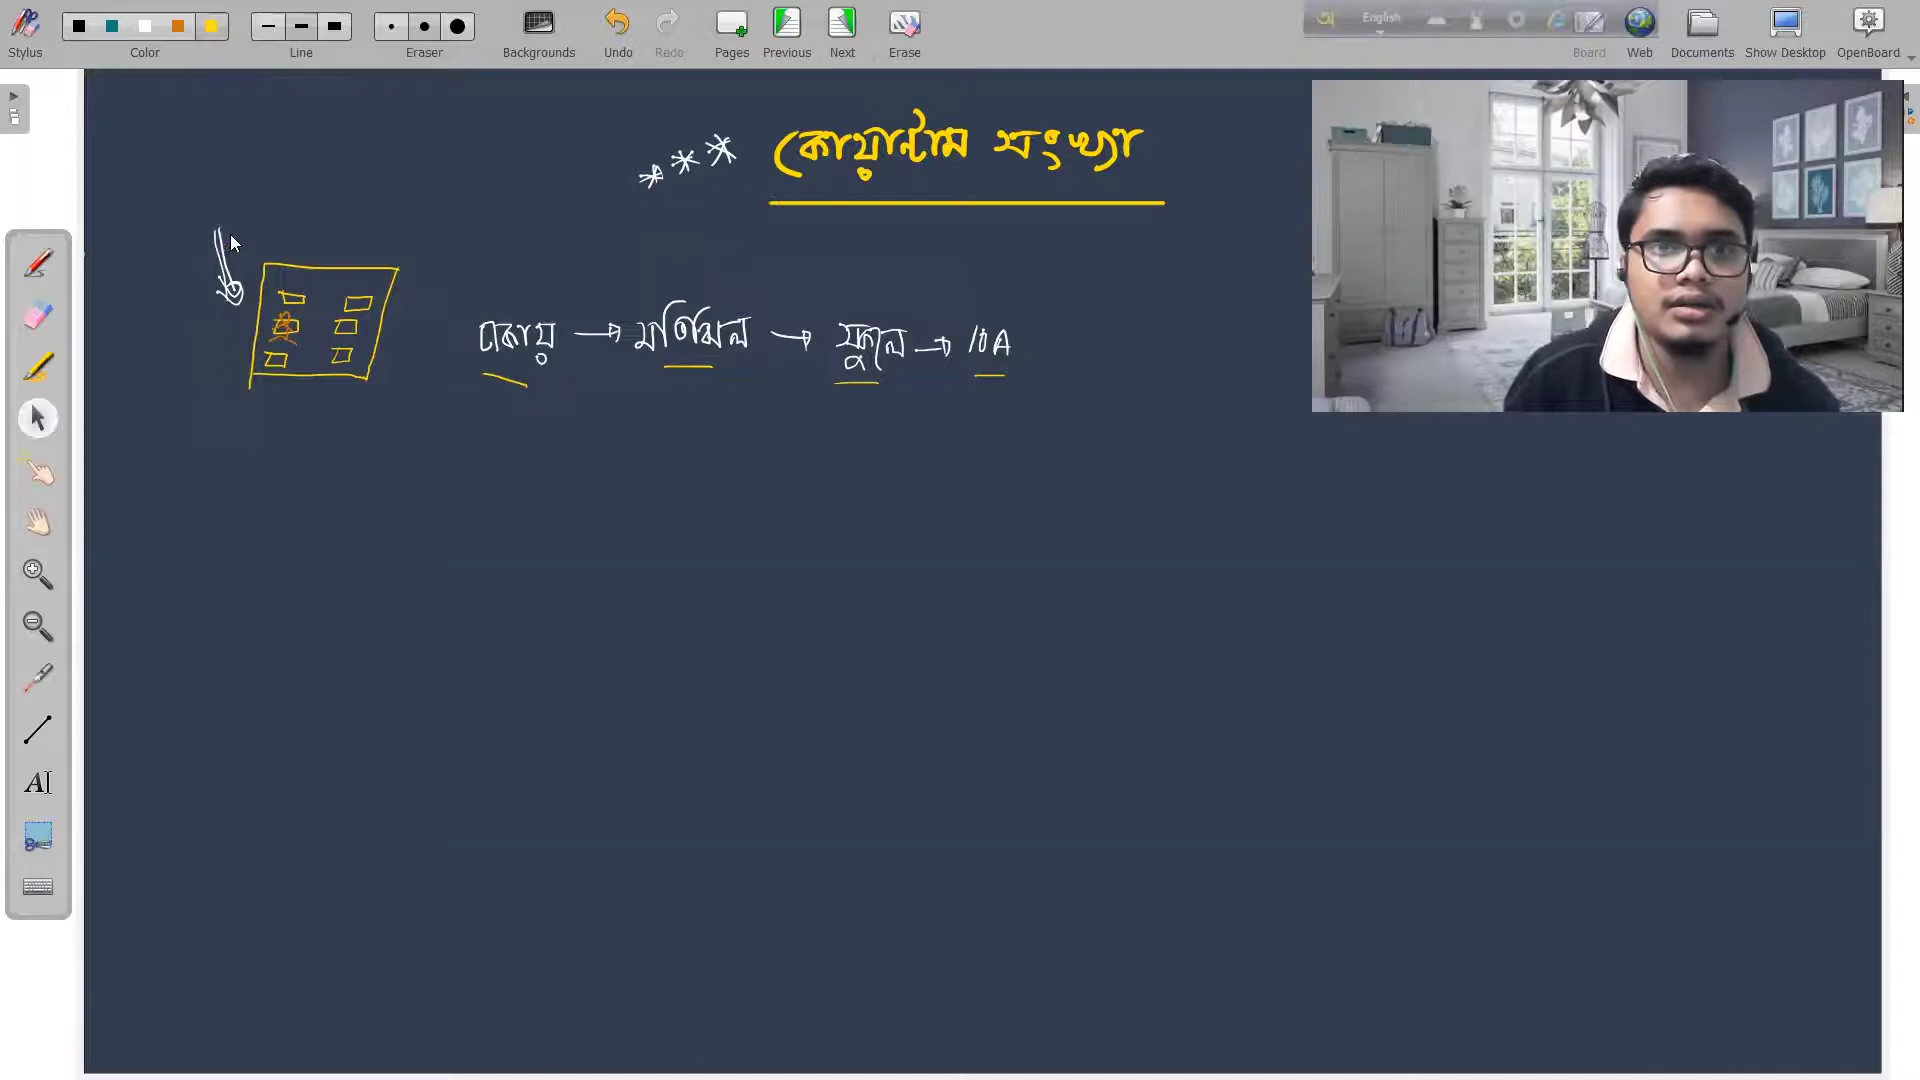 Stylus
Color
Line
Eraser
Backgrounds
Undo
Redo
Pages
Previous
Next
Erase
অ English
Board
Web
Documents
Show Desktop
OpenBoard
*** কোয়ান্টাম সংখ্যা
ঢাকায় → মতিঝিল → স্কুলে → 10A
AI